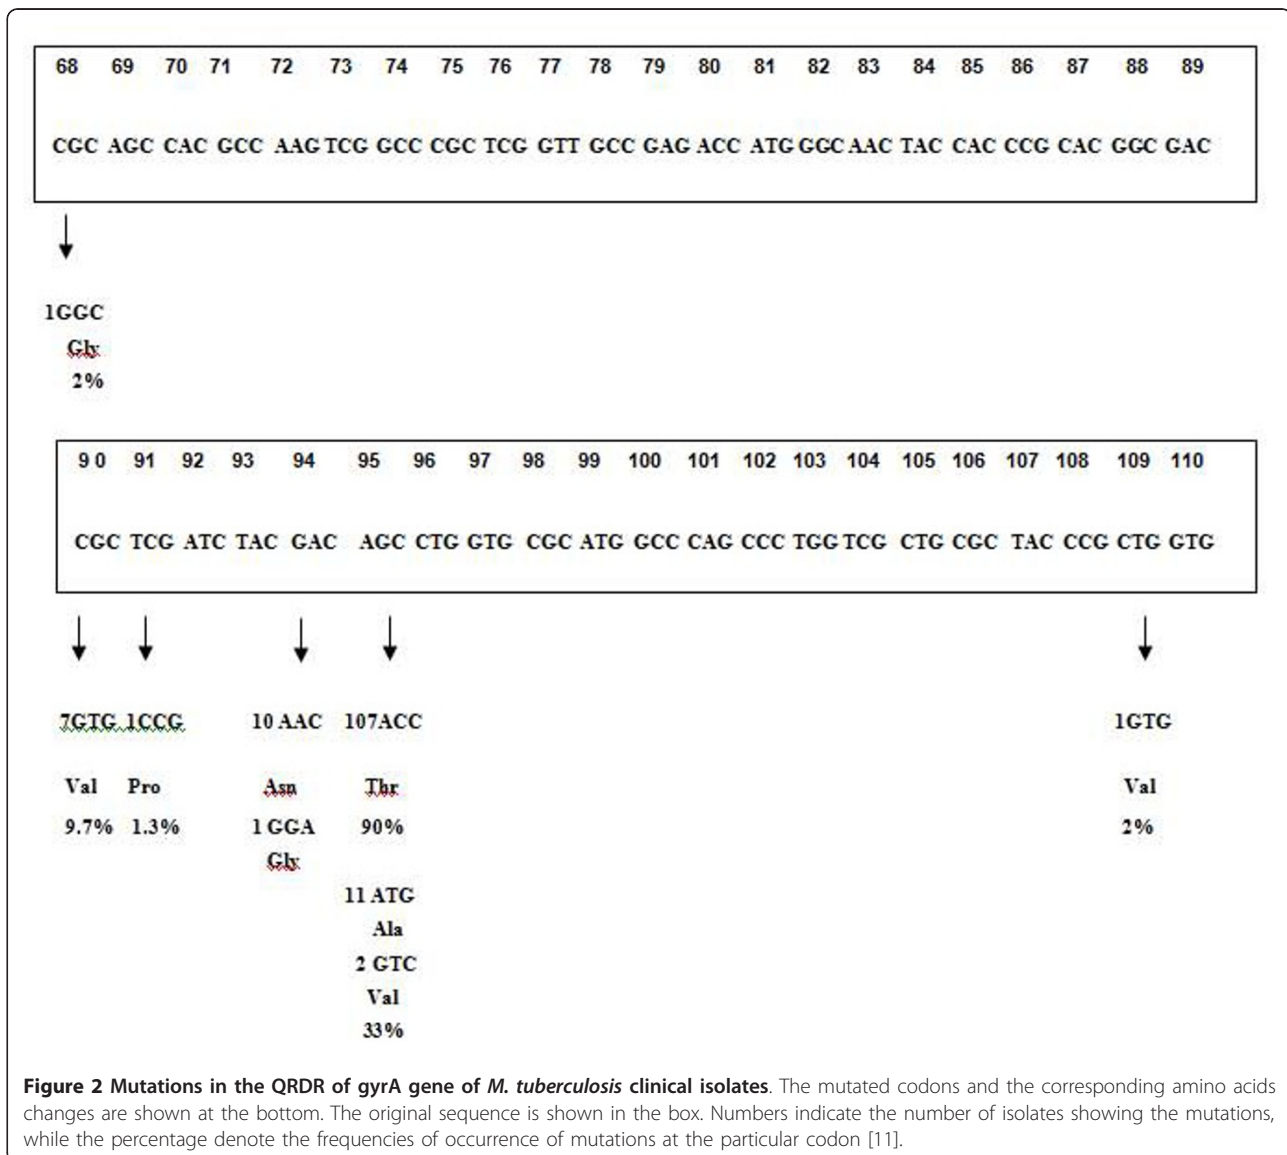 68 69 70 71 72 73 74 75 76 77 78 79 80 81 82 83 84 85 86 87 88 89
CGC AGC CAC GCC AAG TCG GCC CGC TCG GTT GCC GAG ACC ATG GGC AAC TAC CAC CCG CAC GGC GAC
1GGC
Gly
2%
9 0 91 92 93 94 95 96 97 98 99 100 101 102 103 104 105 106 107 108 109 110
CGC TCG ATC TAC GAC AGC CTG GTG CGC ATG GCC CAG CCC TGG TCG CTG CGC TAC CCG CTG GTG
7GTG 1CCG 10 AAC 107ACC 1GTG
Val Pro Asn Thr Val
9.7% 1.3% 1 GGA 90% 2%
Gly
11 ATG
Ala
2 GTC
Val
33%
Figure 2 Mutations in the QRDR of gyrA gene of M. tuberculosis clinical isolates. The mutated codons and the corresponding amino acids
changes are shown at the bottom. The original sequence is shown in the box. Numbers indicate the number of isolates showing the mutations,
while the percentage denote the frequencies of occurrence of mutations at the particular codon [11].